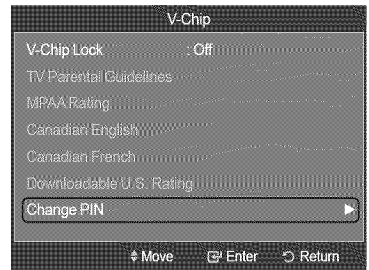 V-Chip
V-Chip Lock : Off
TV Parental Guidelines
MPAA Rating
Canadian English
Canadian French
Downloadable U.S. Rating
Change PIN
Move Enter Return